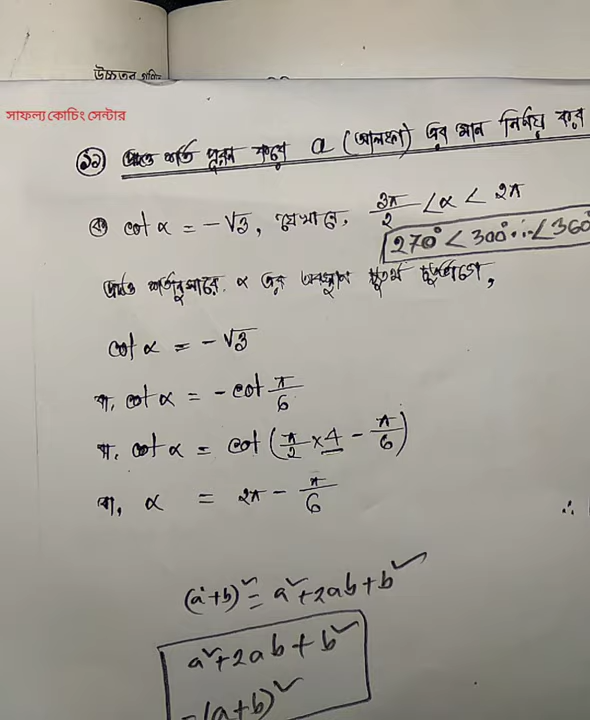 উচ্চতর গণিত
সাফল্য কোচিং সেন্টার
১১ প্রদত্ত শর্ত পূরণ করে a (আলফা) এর মান নির্ণয় কর
ক cot α = -√3, যেখানে, 3π/2 < α < 2π
270° < 300° ∴ < 360°
প্রদত্ত শর্তানুসারে α এর অবস্থান চতুর্থ চতুর্ভাগে,
cot α = -√3
বা, cot α = - cot π/6
বা, cot α = cot (π/2 × 4 - π/6)
বা, α = 2π - π/6
∴
(a+b)² = a²+2ab+b²
a²+2ab+b²
= (a+b)²